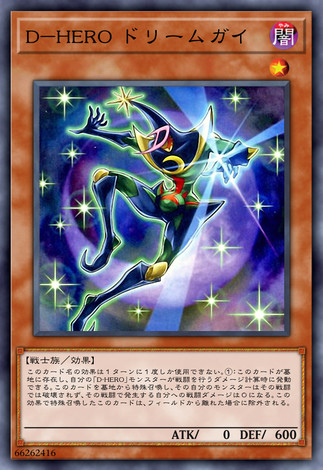 D-HERO ドリームガイ
やみ
闇
D
【戦士族/効果】
このカード名の効果は1ターンに1度しか使用できない。①:このカードが墓
地に存在し、自分の「D-HERO」モンスターが戦闘を行うダメージ計算時に発動
できる。このカードを墓地から特殊召喚し、その自分のモンスターはその戦闘
では破壊されず、その戦闘で発生する自分への戦闘ダメージは0になる。この
効果で特殊召喚したこのカードは、フィールドから離れた場合に除外される。
ATK/ 0 DEF/ 600
66262416